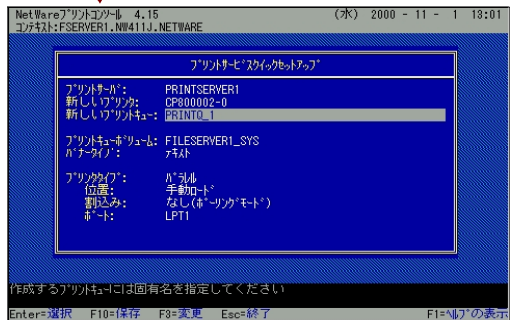 NetWareﾌﾟﾘﾝﾄｺﾝｿｰﾙ 4.15 (水) 2000 - 11 - 1 13:01
ｺﾝﾃｷｽﾄ:FSERVER1.NW411J.NETWARE
ﾌﾟﾘﾝﾄｻｰﾋﾞｽｸｲｯｸｾｯﾄｱｯﾌﾟ
ﾌﾟﾘﾝﾄｻｰﾊﾞ: PRINTSERVER1
新しいﾌﾟﾘﾝﾀ: CP800002-0
新しいﾌﾟﾘﾝﾄｷｭｰ: PRINTQ_1
ﾌﾟﾘﾝﾄｷｭｰﾎﾞﾘｭｰﾑ: FILESERVER1_SYS
ﾊﾞﾅｰﾀｲﾌﾟ: ﾃｷｽﾄ
ﾌﾟﾘﾝﾀﾀｲﾌﾟ: ﾊﾟﾗﾚﾙ
位置: 手動ﾛｰﾄﾞ
割込み: なし(ﾎﾟｰﾘﾝｸﾞﾓｰﾄﾞ)
ﾎﾟｰﾄ: LPT1
作成するﾌﾟﾘﾝﾄｷｭｰには固有名を指定してください
Enter=選択 F10=保存 F3=変更 Esc=終了 F1=ﾍﾙﾌﾟの表示